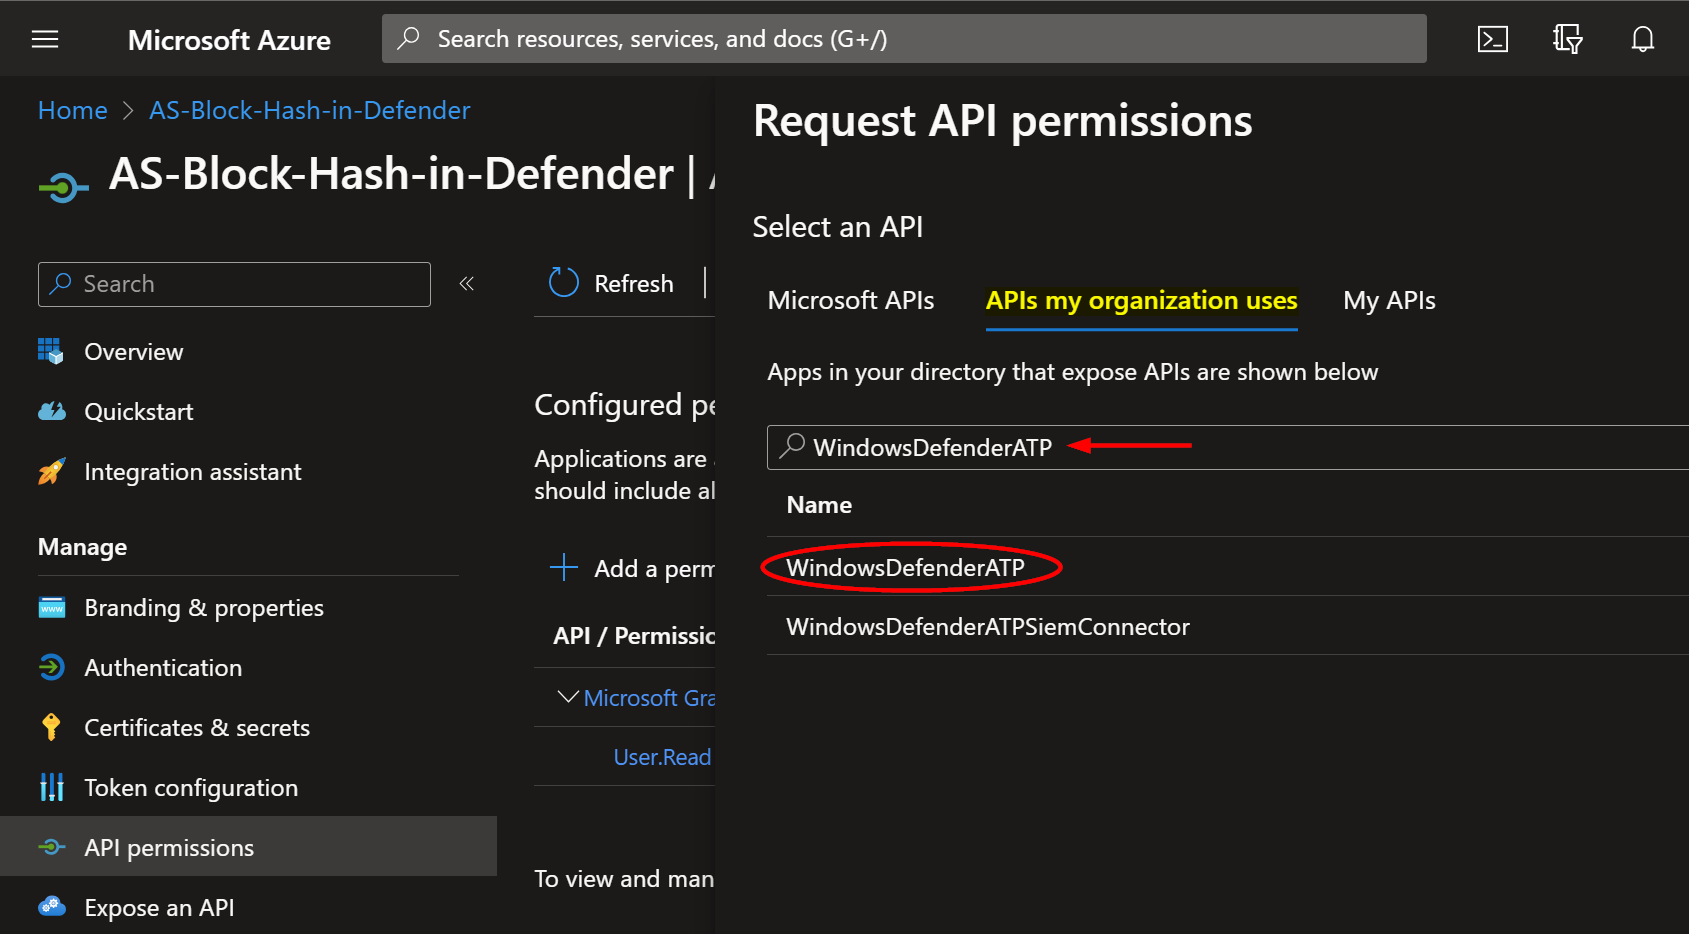 Microsoft Azure
Search resources, services, and docs (G+/)
Home > AS-Block-Hash-in-Defender
AS-Block-Hash-in-Defender |
Search
«
Overview
Quickstart
Integration assistant
Manage
Branding & properties
Authentication
Certificates & secrets
Token configuration
API permissions
Expose an API
Refresh
Configured pe
Applications are
should include al
Add a perm
API / Permissio
Microsoft Gra
User.Read
To view and man
Request API permissions
Select an API
Microsoft APIs
APIs my organization uses
My APIs
Apps in your directory that expose APIs are shown below
WindowsDefenderATP
Name
WindowsDefenderATP
WindowsDefenderATPSiemConnector